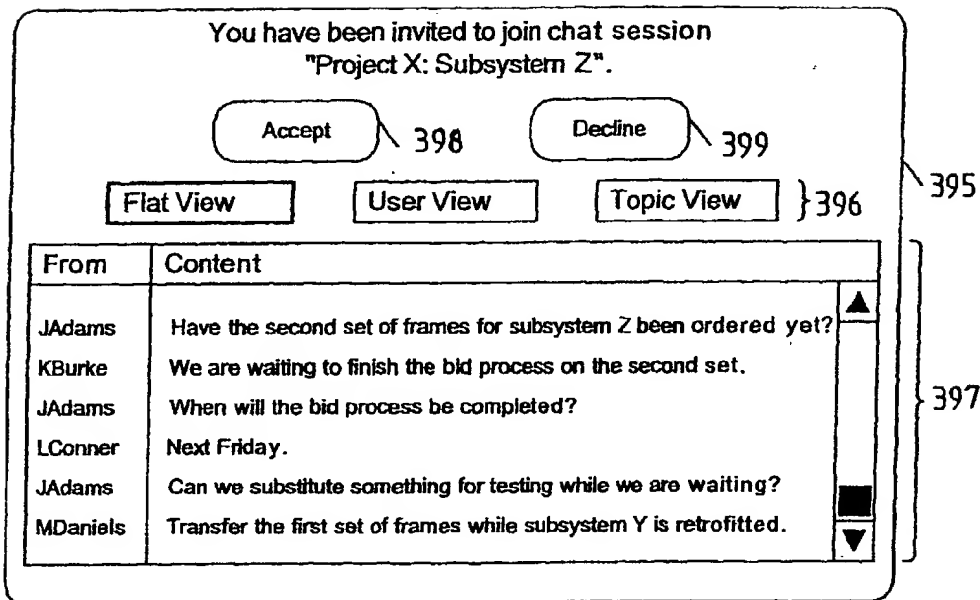 You have been invited to join chat session
"Project X: Subsystem Z".
Accept 398 Decline 399
395
Flat View User View Topic View 396
From Content
JAdams Have the second set of frames for subsystem Z been ordered yet?
KBurke We are waiting to finish the bid process on the second set.
JAdams When will the bid process be completed?
397
LConner Next Friday.
JAdams Can we substitute something for testing while we are waiting?
MDaniels Transfer the first set of frames while subsystem Y is retrofitted.